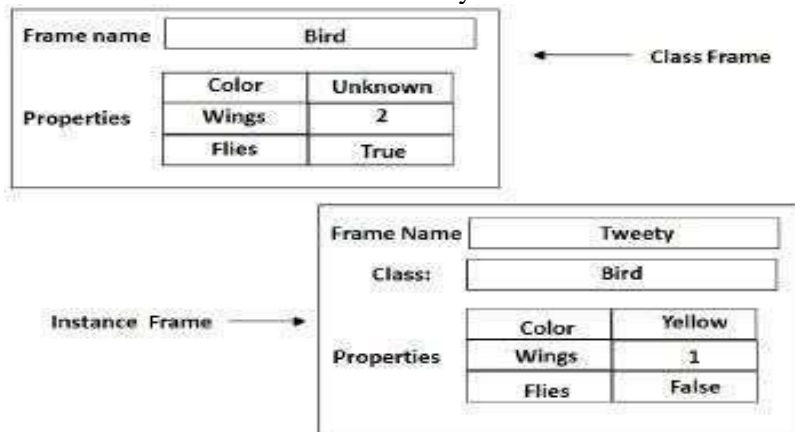 Frame name Bird
Class Frame
Color Unknown
Properties Wings 2
Flies True
Frame Name Tweety
Class: Bird
Instance Frame
Color Yellow
Properties Wings 1
Flies False